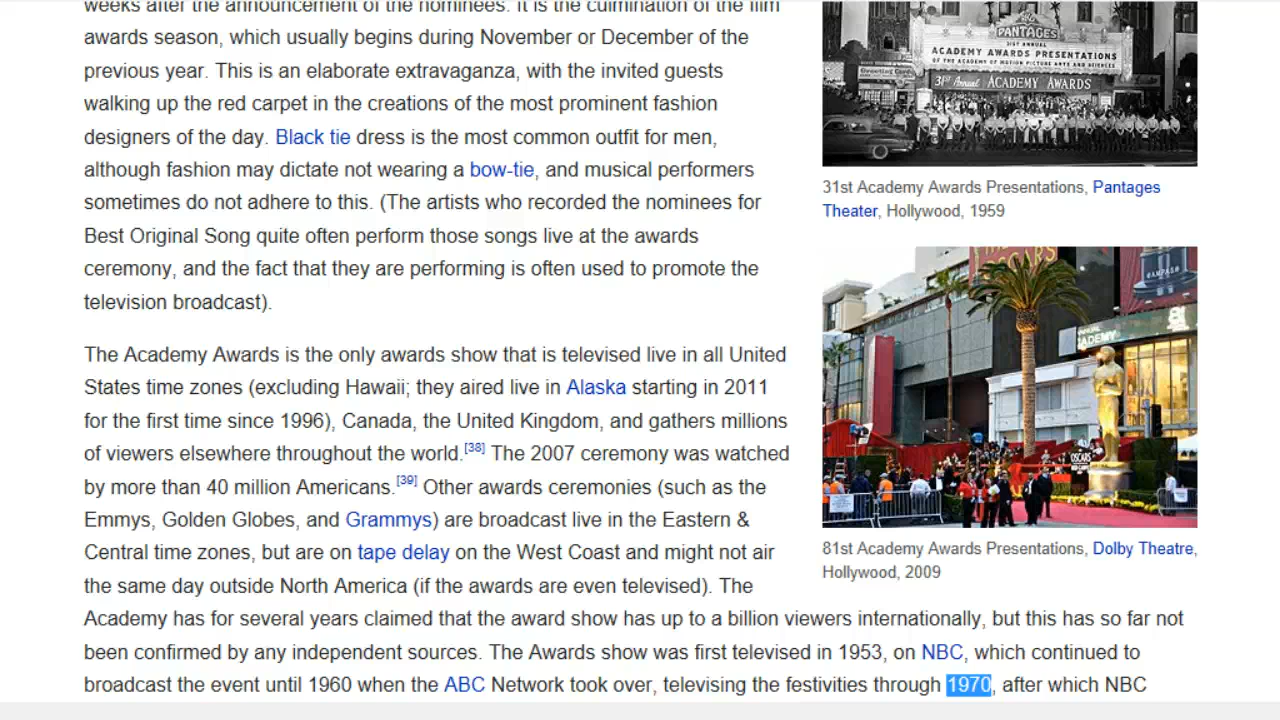 weeks after the announcement of the nominees. It is the culmination of the film
awards season, which usually begins during November or December of the
previous year. This is an elaborate extravaganza, with the invited guests
walking up the red carpet in the creations of the most prominent fashion
designers of the day. Black tie dress is the most common outfit for men,
although fashion may dictate not wearing a bow-tie, and musical performers
sometimes do not adhere to this. (The artists who recorded the nominees for
Best Original Song quite often perform those songs live at the awards
ceremony, and the fact that they are performing is often used to promote the
television broadcast).
The Academy Awards is the only awards show that is televised live in all United
States time zones (excluding Hawaii; they aired live in Alaska starting in 2011
for the first time since 1996), Canada, the United Kingdom, and gathers millions
of viewers elsewhere throughout the world.[38] The 2007 ceremony was watched
by more than 40 million Americans.[39] Other awards ceremonies (such as the
Emmys, Golden Globes, and Grammys) are broadcast live in the Eastern &
Central time zones, but are on tape delay on the West Coast and might not air
the same day outside North America (if the awards are even televised). The
Academy has for several years claimed that the award show has up to a billion viewers internationally, but this has so far not
been confirmed by any independent sources. The Awards show was first televised in 1953, on NBC, which continued to
broadcast the event until 1960 when the ABC Network took over, televising the festivities through 1970, after which NBC
PANTAGES
31ST ANNUAL
ACADEMY AWARDS PRESENTATIONS
OF THE ACADEMY OF MOTION PICTURE ARTS AND SCIENCES
31st Annual ACADEMY AWARDS
31st Academy Awards Presentations, Pantages
Theater, Hollywood, 1959
OSCARS
AMPAS
ANNUAL
ACADEMY
OSCARS
81st Academy Awards Presentations, Dolby Theatre,
Hollywood, 2009